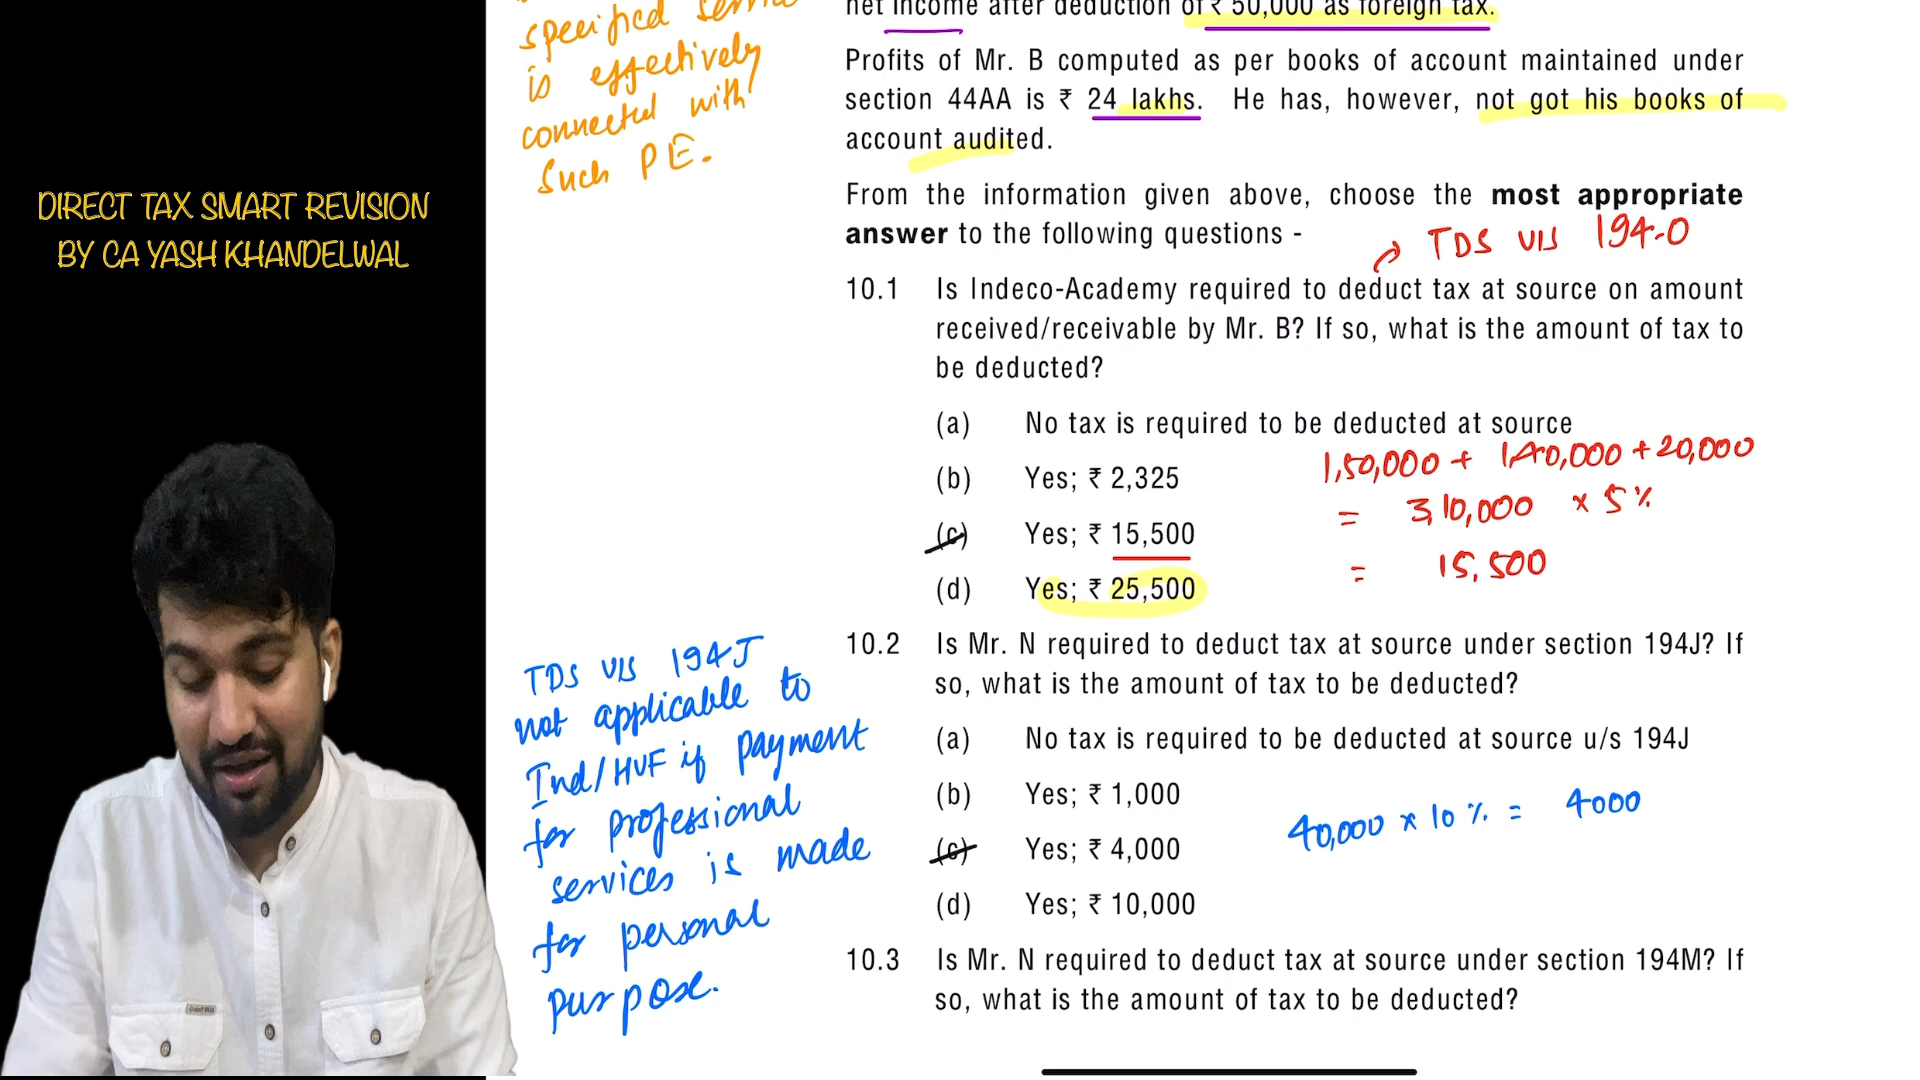 DIRECT TAX SMART REVISION
BY CA YASH KHANDELWAL
specified service
is effectively
connected with
such PE.
net income after deduction of ₹ 50,000 as foreign tax.
Profits of Mr. B computed as per books of account maintained under
section 44AA is ₹ 24 lakhs. He has, however, not got his books of
account audited.
From the information given above, choose the most appropriate
answer to the following questions -
→ TDS u/s 194-O
10.1 Is Indeco-Academy required to deduct tax at source on amount
received/receivable by Mr. B? If so, what is the amount of tax to
be deducted?
(a) No tax is required to be deducted at source
(b) Yes; ₹ 2,325
(c) Yes; ₹ 15,500
(d) Yes; ₹ 25,500
1,50,000 + 1,40,000 + 20,000
= 3,10,000 x 5%
= 15,500
TDS u/s 194J
not applicable to
Ind/HUF if payment
for professional
services is made
for personal
purpose.
10.2 Is Mr. N required to deduct tax at source under section 194J? If
so, what is the amount of tax to be deducted?
(a) No tax is required to be deducted at source u/s 194J
(b) Yes; ₹ 1,000
(c) Yes; ₹ 4,000
(d) Yes; ₹ 10,000
40,000 x 10% = 4000
10.3 Is Mr. N required to deduct tax at source under section 194M? If
so, what is the amount of tax to be deducted?